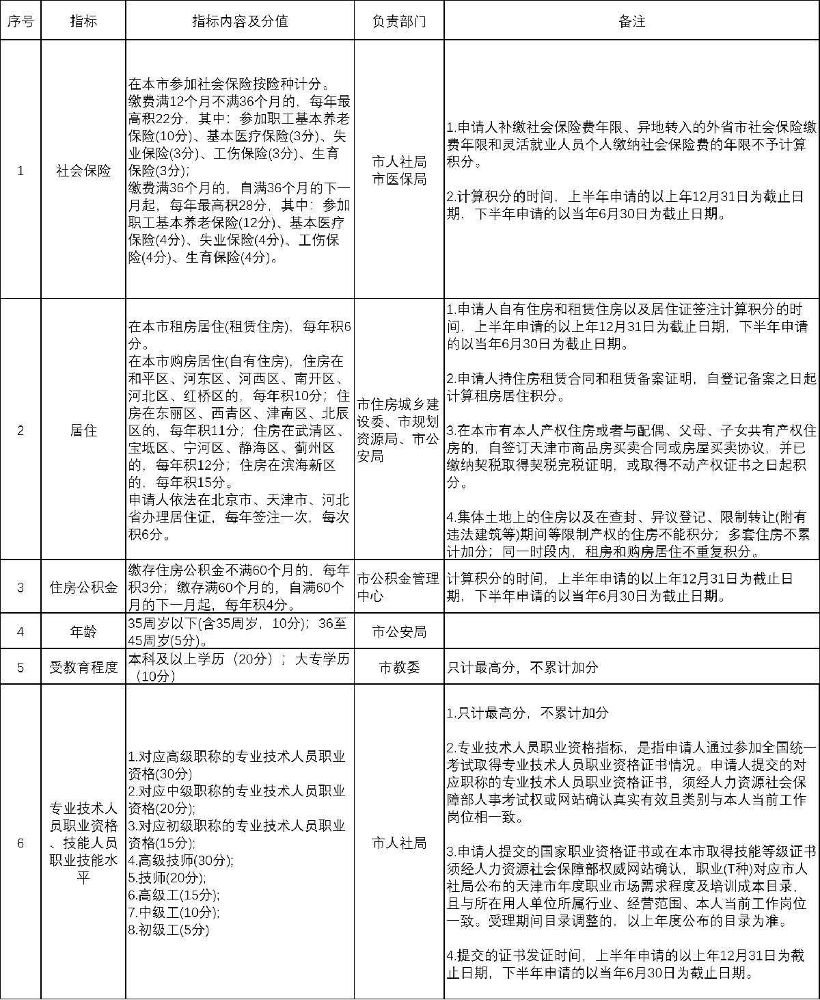 序号 指标 指标内容及分值 负责部门 备注
1
社会保险
在本市参加社会保险按险种计分。
缴费满12个月不满36个月的，每年最
高积22分，其中：参加职工基本养老
保险(10分)、基本医疗保险(3分)、失
业保险(3分)、工伤保险(3分)、生育
保险(3分)；
缴费满36个月的，自满36个月的下一
月起，每年最高积28分，其中：参加
职工基本养老保险(12分)、基本医疗
保险(4分)、失业保险(4分)、工伤保
险(4分)、生育保险(4分)。
市人社局
市医保局
1.申请人补缴社会保险费年限、异地转入的外省市社会保险缴
费年限和灵活就业人员个人缴纳社会保险费的年限不予计算
积分。
2.计算积分的时间，上半年申请的以上年12月31日为截止日
期，下半年申请的以当年6月30日为截止日期。
2
居住
在本市租房居住(租赁住房)，每年积6
分。
在本市购房居住(自有住房)，住房在
和平区、河东区、河西区、南开区、
河北区、红桥区的，每年积10分；住
房在东丽区、西青区、津南区、北辰
区的，每年积11分；住房在武清区、
宝坻区、宁河区、静海区、蓟州区
的，每年积12分；住房在滨海新区
的，每年积15分。
申请人依法在北京市、天津市、河北
省办理居住证，每年签注一次，每次
积6分。
市住房城乡建
设委、市规划
资源局、市公
安局
1.申请人自有住房和租赁住房以及居住证签注计算积分的时
间，上半年申请的以上年12月31日为截止日期，下半年申请
的以当年6月30日为截止日期。
2.申请人持住房租赁合同和租赁备案证明，自登记备案之日起
计算租房居住积分。
3.在本市有本人产权住房或者与配偶、父母、子女共有产权住
房的，自签订天津市商品房买卖合同或房屋买卖协议，并已
缴纳契税取得契税完税证明，或取得不动产权证书之日起积
分。
4.集体土地上的住房以及在查封、异议登记、限制转让(附有
违法建筑等)期间等限制产权的住房不能积分；多套住房不累
计加分；同一时段内，租房和购房居住不重复积分。
3
住房公积金
缴存住房公积金不满60个月的，每年
积3分；缴存满60个月的，自满60个
月的下一月起，每年积4分。
市公积金管理
中心
计算积分的时间，上半年申请的以上年12月31日为截止日
期，下半年申请的以当年6月30日为截止日期。
4
年龄
35周岁以下(含35周岁，10分)；36至
45周岁(5分)。
市公安局
5
受教育程度
本科及以上学历（20分）；大专学历
（10分）
市教委
只计最高分，不累计加分
6
专业技术人
员职业资格
、技能人员
职业技能水
平
1.对应高级职称的专业技术人员职业
资格(30分)
2.对应中级职称的专业技术人员职业
资格(20分);
3.对应初级职称的专业技术人员职业
资格(15分);
4.高级技师(30分);
5.技师(20分);
6.高级工(15分);
7.中级工(10分);
8.初级工(5分)
市人社局
1.只计最高分，不累计加分
2.专业技术人员职业资格指标，是指申请人通过参加全国统一
考试取得专业技术人员职业资格证书情况。申请人提交的对
应职称的专业技术人员职业资格证书，须经人力资源社会保
障部人事考试权或网站确认真实有效且类别与本人当前工作
岗位相一致。
3.申请人提交的国家职业资格证书或在本市取得技能等级证书
须经人力资源社会保障部权威网站确认，职业(T种)对应市人
社局公布的天津市年度职业市场需求程度及培训成本目录，
且与所在用人单位所属行业、经营范围、本人当前工作岗位
一致。受理期间目录调整的，以上年度公布的目录为准。
4.提交的证书发证时间，上半年申请的以上年12月31日为截
止日期，下半年申请的以当年6月30日为截止日期。